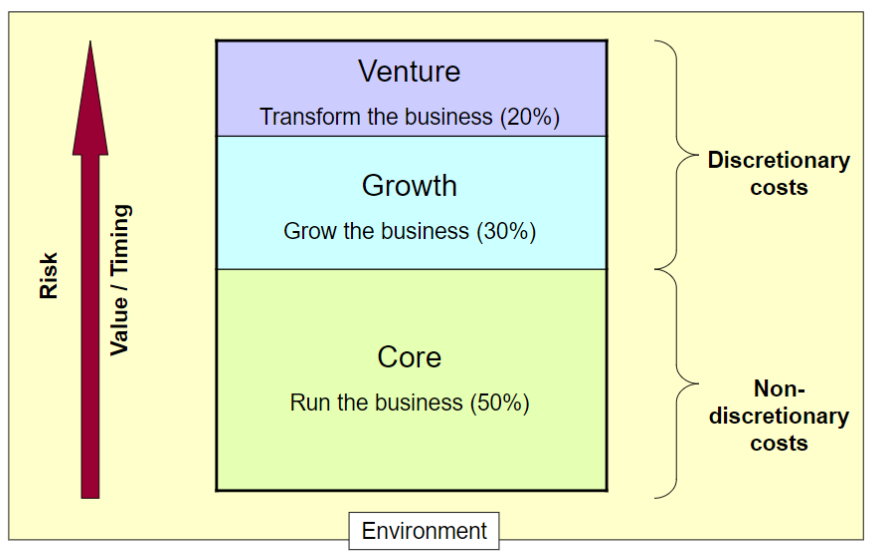 Risk
Value / Timing
Venture
Transform the business (20%)
Growth
Grow the business (30%)
Core
Run the business (50%)
Discretionary
costs
Non-
discretionary
costs
Environment